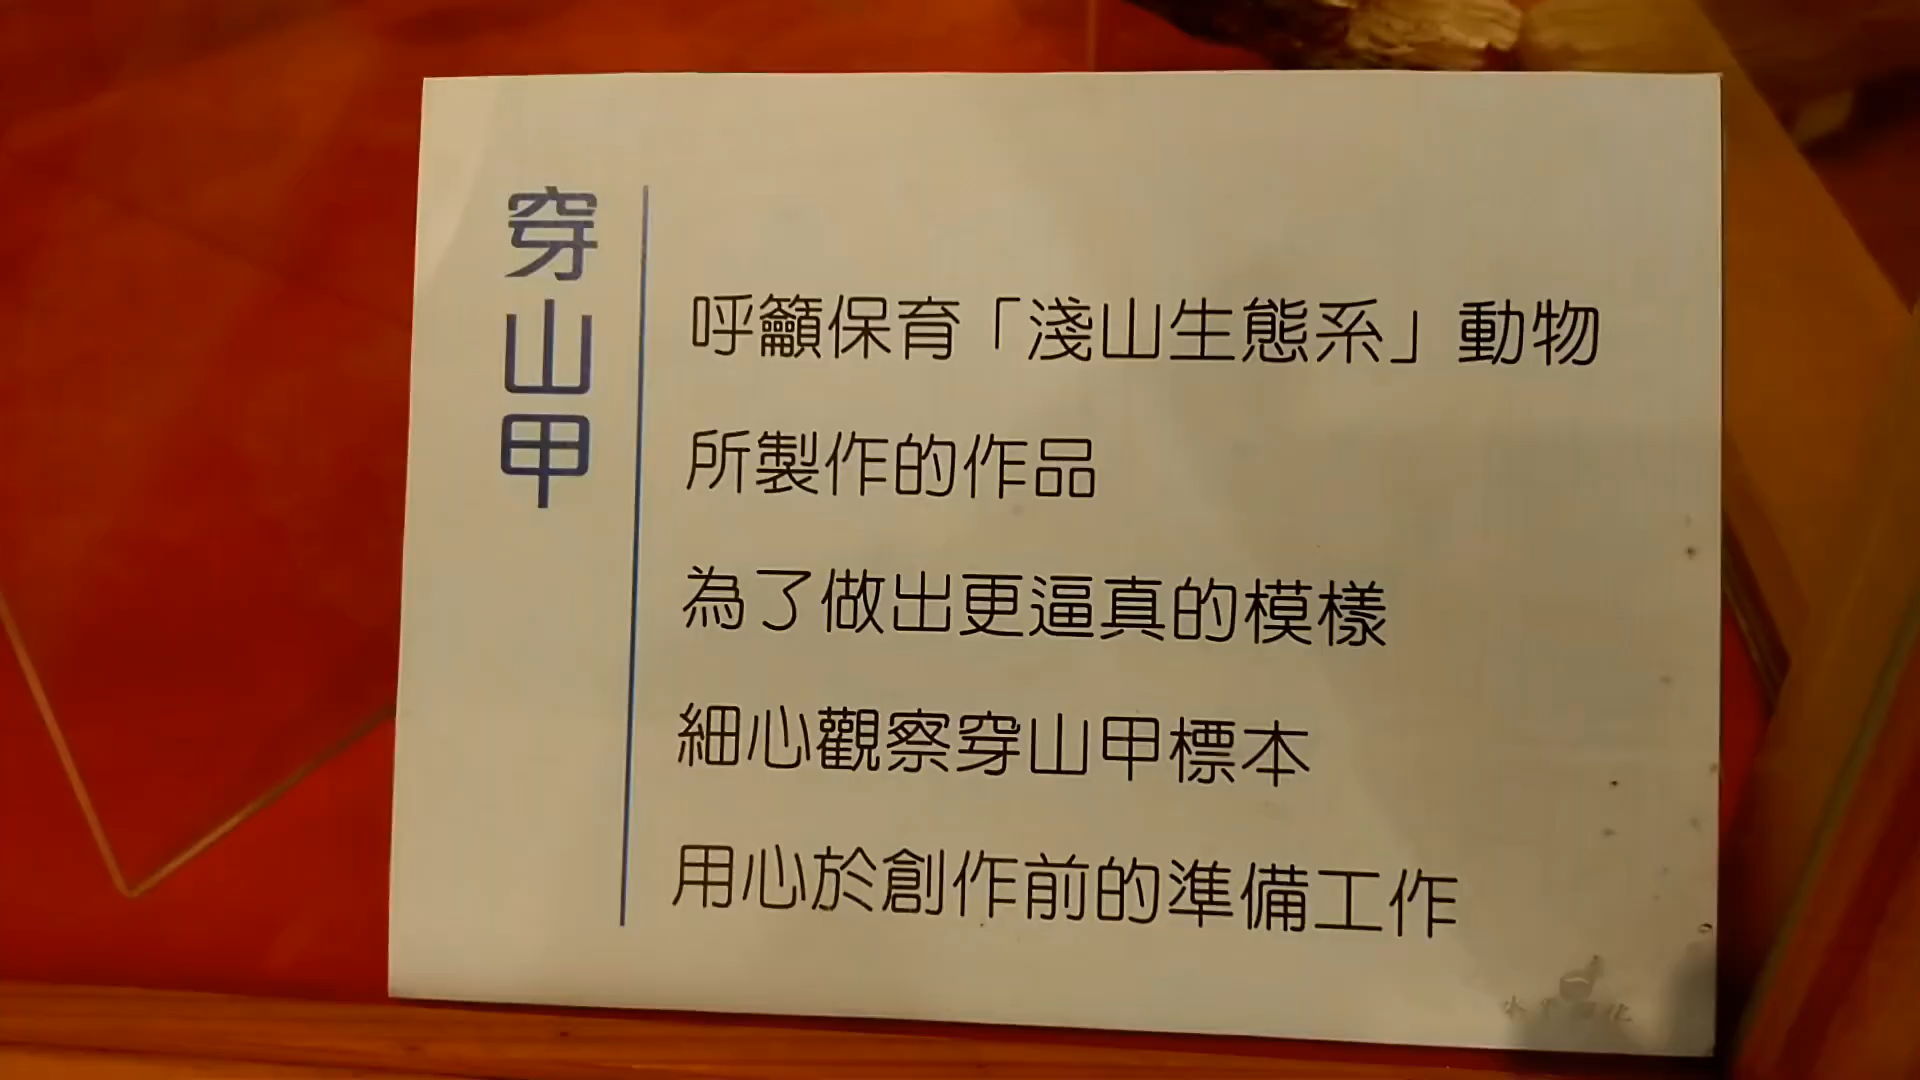 穿山甲
呼籲保育「淺山生態系」動物
所製作的作品
為了做出更逼真的模樣
細心觀察穿山甲標本
用心於創作前的準備工作